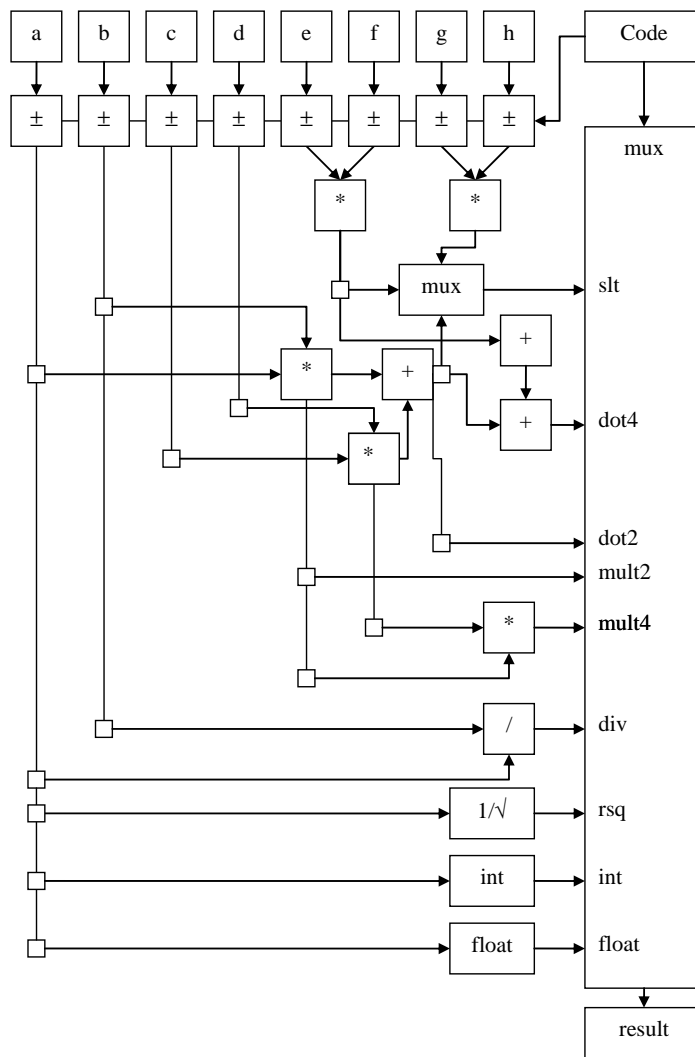 a b c d e f g h Code
± ± ± ± ± ± ± ±
mux
* *
mux slt
+
* +
+ dot4
*
dot2
mult2
* mult4
/ div
1/√ rsq
int int
float float
result